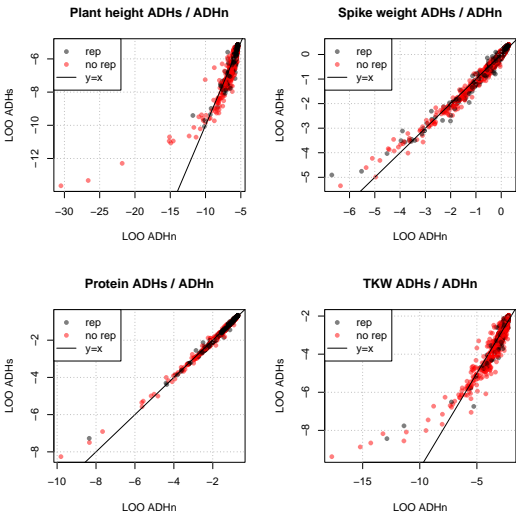 Plant height ADHs / ADHn
rep
no rep
y=x
−6
−8
−10
−12
LOO ADHs
−30
−25
−20
−15
−10
−5
LOO ADHn
Spike weight ADHs / ADHn
rep
no rep
y=x
0
−1
−2
−3
−4
−5
LOO ADHs
−6
−5
−4
−3
−2
−1
0
LOO ADHn
Protein ADHs / ADHn
rep
no rep
y=x
−2
−4
−6
−8
LOO ADHs
−10
−8
−6
−4
−2
LOO ADHn
TKW ADHs / ADHn
rep
no rep
y=x
−2
−4
−6
−8
LOO ADHs
−15
−10
−5
LOO ADHn